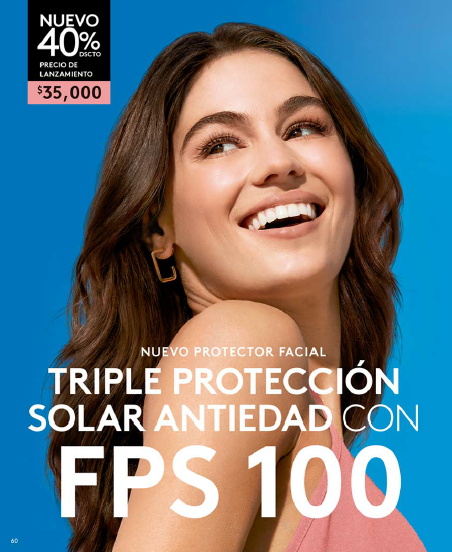 NUEVO
40% DSCTO
PRECIO DE
LANZAMIENTO
$35,000
NUEVO PROTECTOR FACIAL
TRIPLE PROTECCIÓN
SOLAR ANTIEDAD CON
FPS 100
60